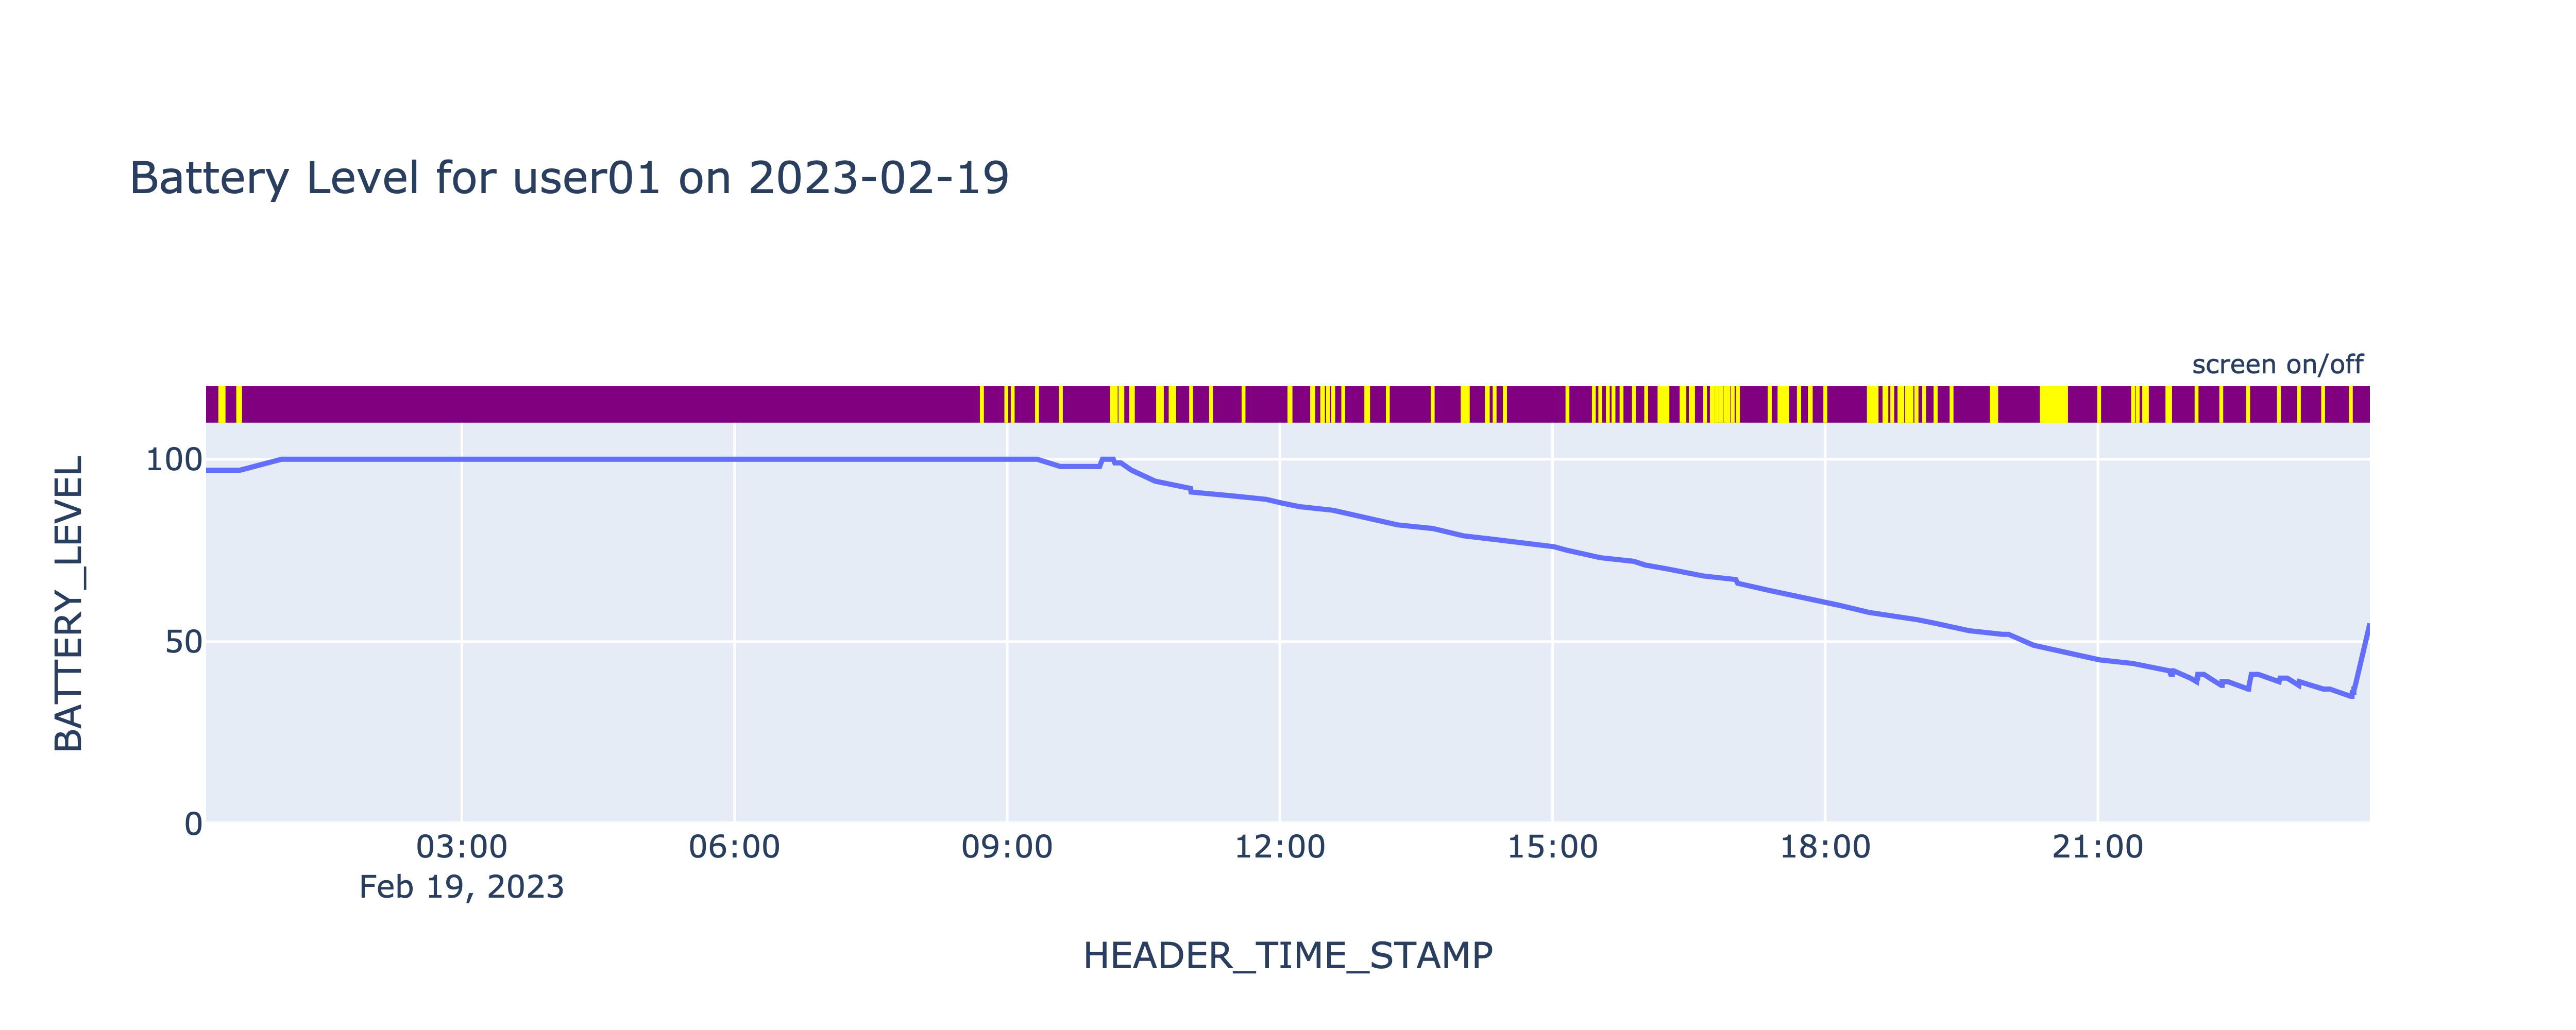 Battery Level for user01 on 2023-02-19
screen on/off
BATTERY_LEVEL
100
50
0
03:00 06:00 09:00 12:00 15:00 18:00 21:00
Feb 19, 2023
HEADER_TIME_STAMP